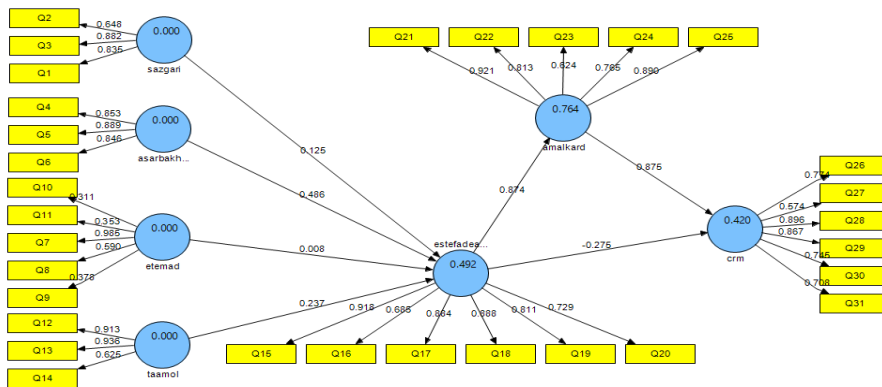 Q2
0.648
Q3
0.882
Q1
0.835
0.000
sazgari
Q4
0.853
Q5
0.889
Q6
0.846
0.000
asarbakh...
Q10
0.311
Q11
0.353
Q7
0.985
Q8
0.590
Q9
0.378
0.000
etemad
Q12
0.913
Q13
0.936
Q14
0.625
0.000
taamol
0.125
0.486
0.008
0.237
estefadea...
0.492
0.918
0.685
0.811
0.729
Q15
Q16
Q17
Q18
Q19
Q20
Q21
Q22
Q23
Q24
Q25
0.921
0.813
0.624
0.765
0.890
0.764
amalkard
0.874
0.875
-0.275
0.420
crm
0.774
Q26
0.574
Q27
0.896
Q28
0.867
Q29
0.745
Q30
0.708
Q31